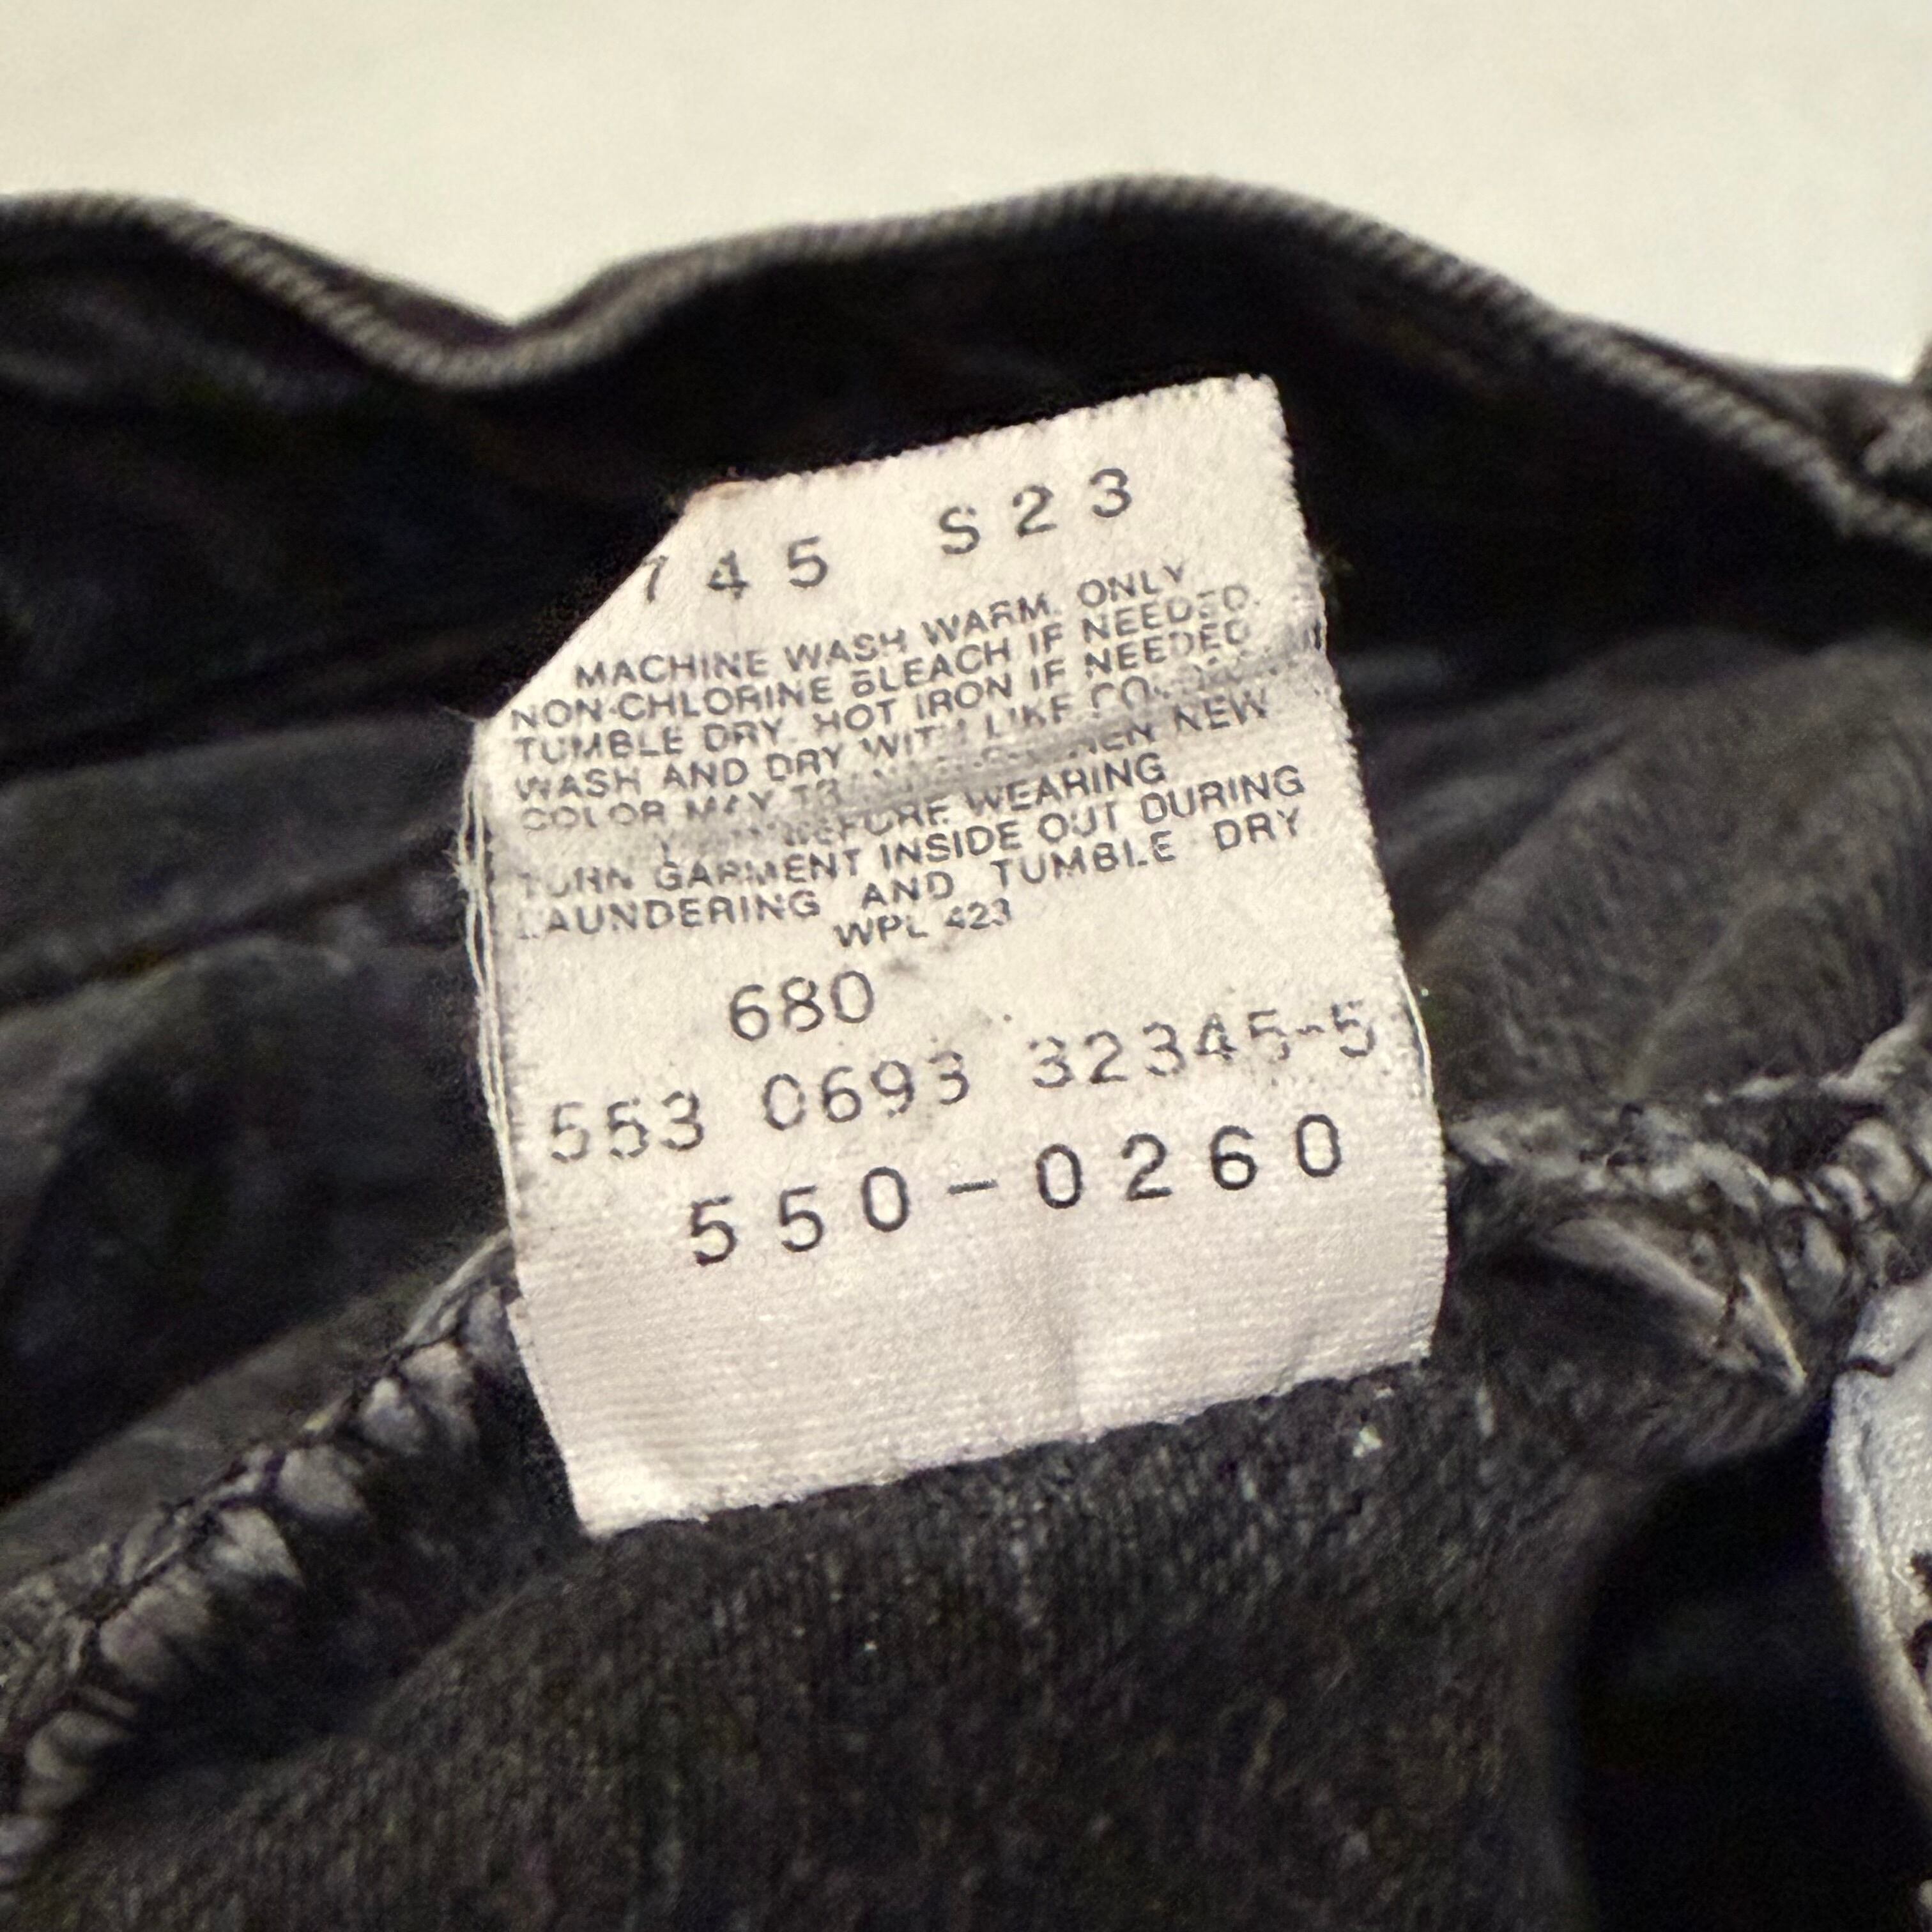 745 S23
MACHINE WASH WARM. ONLY
NON-CHLORINE BLEACH IF NEEDED.
TUMBLE DRY. HOT IRON IF NEEDED
WASH AND DRY WITH LIKE
COLOR MAY NEW
BEFORE WEARING
TURN GARMENT INSIDE OUT DURING
LAUNDERING AND TUMBLE DRY
WPL 423
680
553 0693 32345-5
550-0260